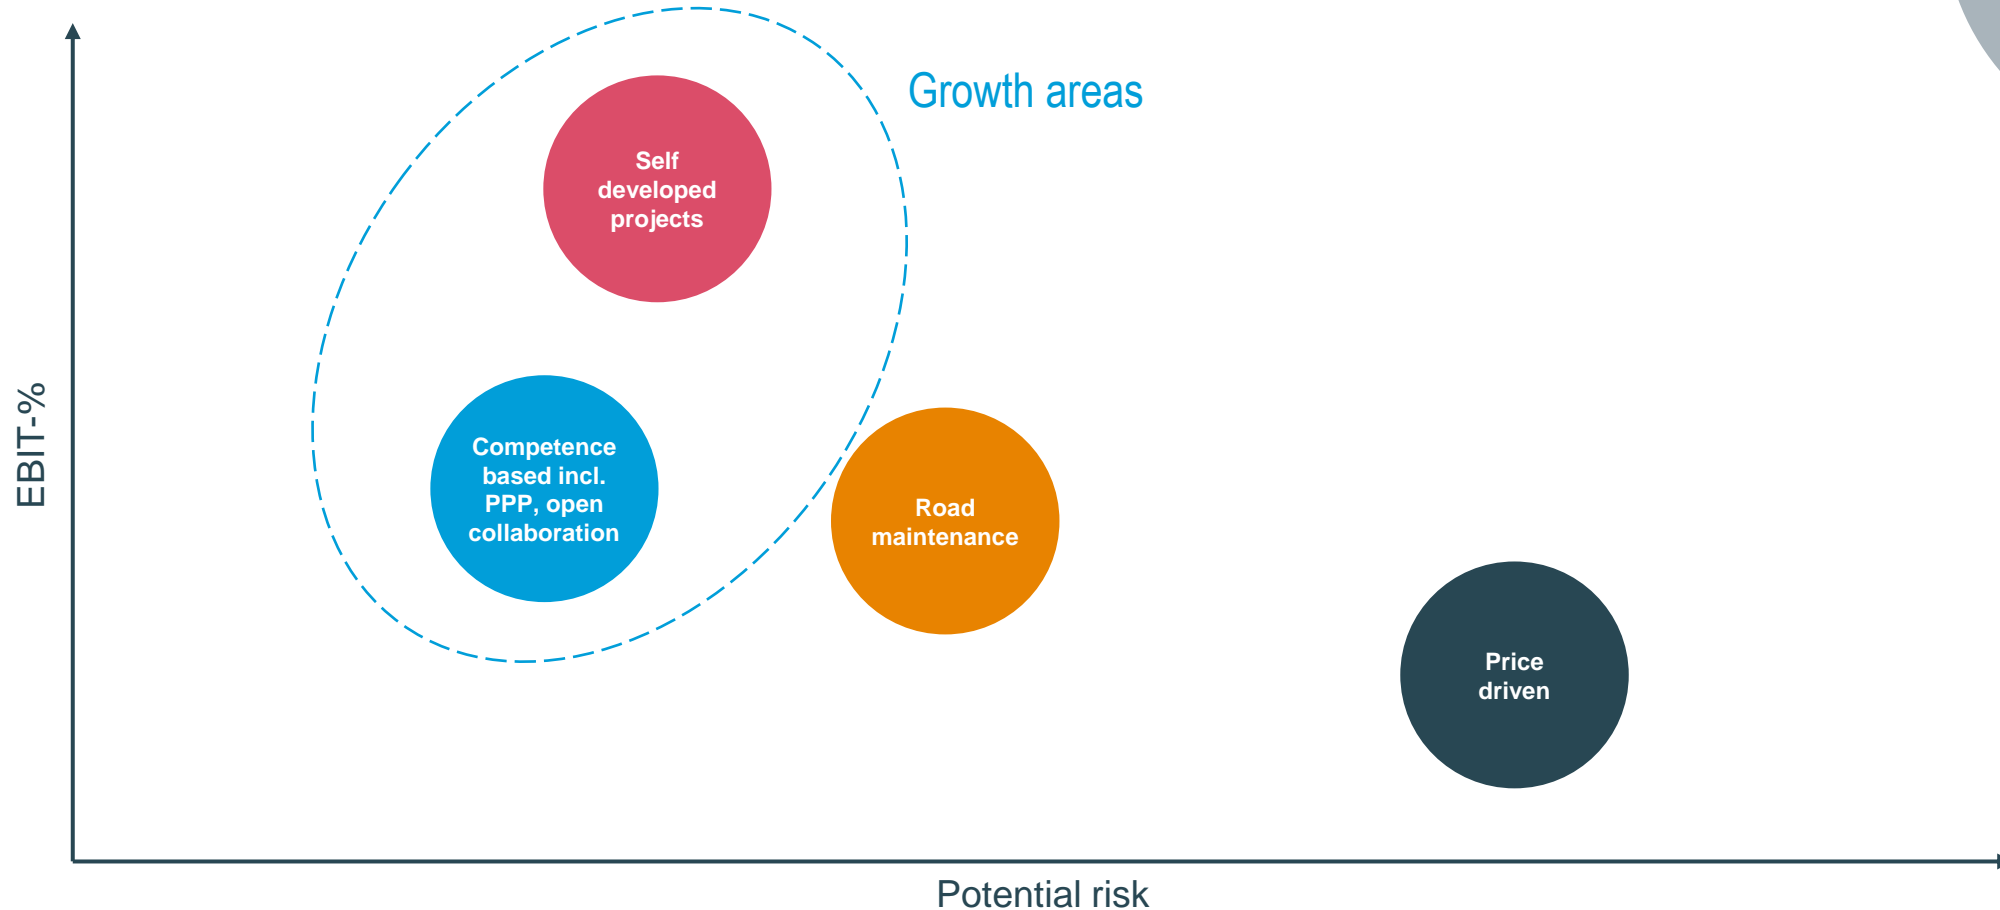 Growth areas
Self
developed
projects
EBIT-%
Competence
based incl.
PPP, open
collaboration
Road
maintenance
Price
driven
Potential risk